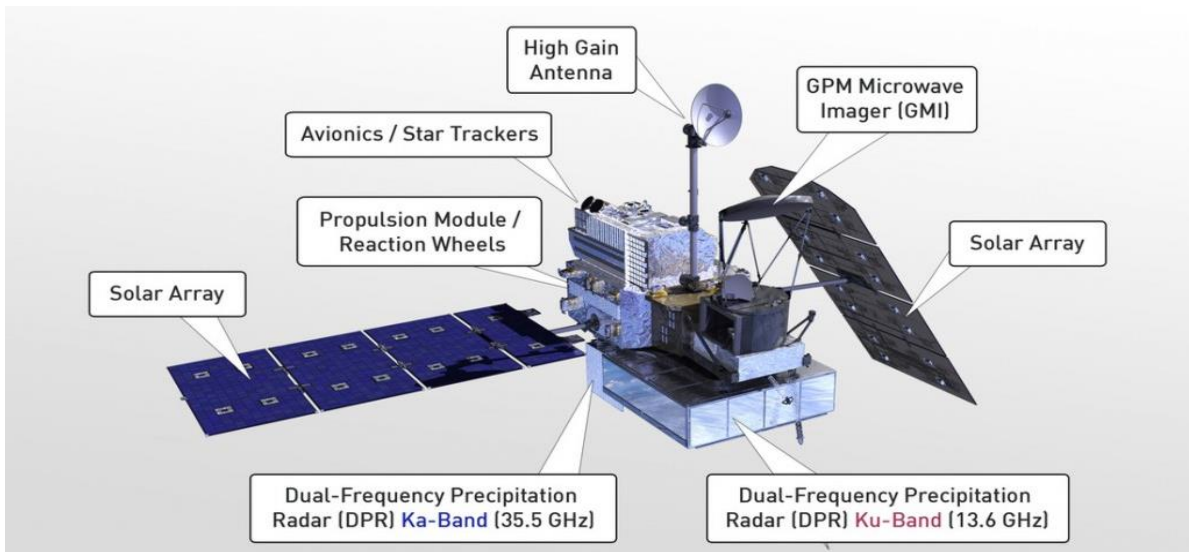 High Gain
Antenna
GPM Microwave
Imager (GMI)
Avionics / Star Trackers
Propulsion Module /
Reaction Wheels
Solar Array
Solar Array
Dual-Frequency Precipitation
Radar (DPR) Ka-Band (35.5 GHz)
Dual-Frequency Precipitation
Radar (DPR) Ku-Band (13.6 GHz)